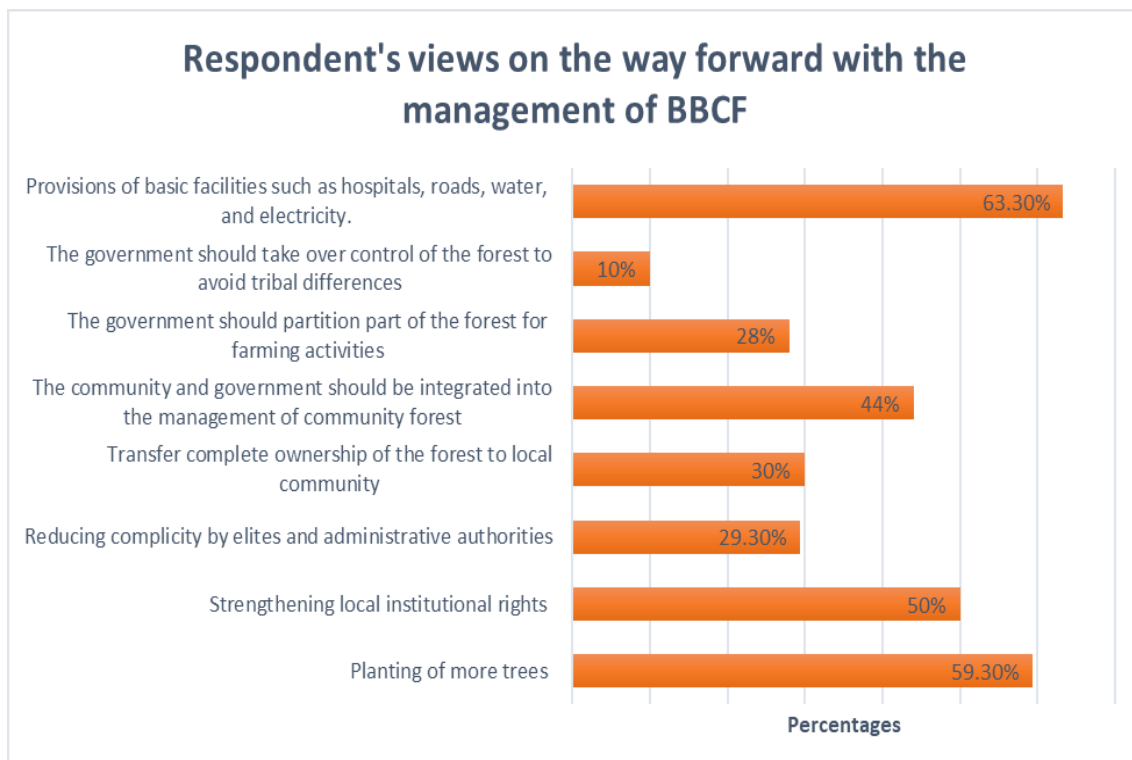 Respondent's views on the way forward with the
management of BBCF
Provisions of basic facilities such as hospitals, roads, water,
and electricity.
63.30%
The government should take over control of the forest to
avoid tribal differences
10%
The government should partition part of the forest for
farming activities
28%
The community and government should be integrated into
the management of community forest
44%
Transfer complete ownership of the forest to local
community
30%
Reducing complicity by elites and administrative authorities
29.30%
Strengthening local institutional rights
50%
Planting of more trees
59.30%
Percentages